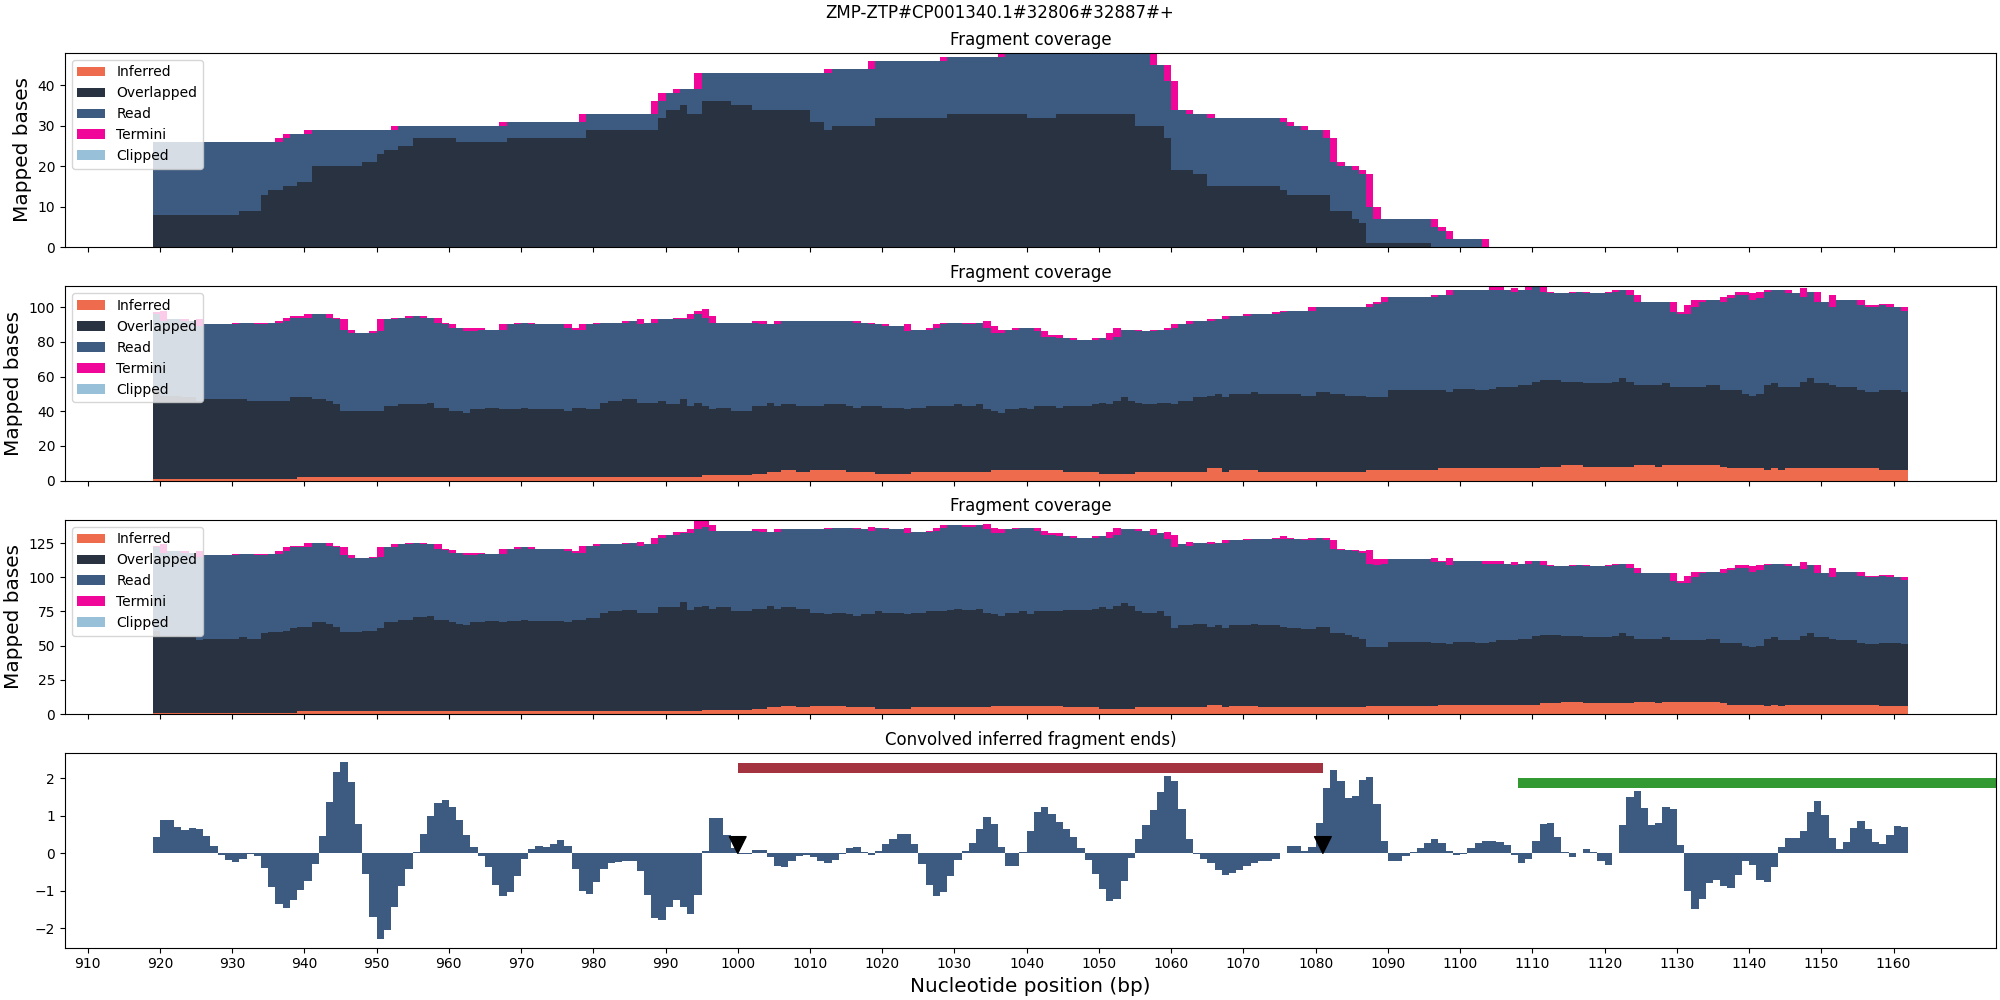 ZMP-ZTP#CP001340.1#32806#32887#+
Fragment coverage
Mapped bases
40
30
20
10
0
Inferred
Overlapped
Read
Termini
Clipped
Fragment coverage
Mapped bases
100
80
60
40
20
0
Inferred
Overlapped
Read
Termini
Clipped
Fragment coverage
Mapped bases
125
100
75
50
25
0
Inferred
Overlapped
Read
Termini
Clipped
Convolved inferred fragment ends)
2
1
0
−1
−2
910 920 930 940 950 960 970 980 990 1000 1010 1020 1030 1040 1050 1060 1070 1080 1090 1100 1110 1120 1130 1140 1150 1160
Nucleotide position (bp)